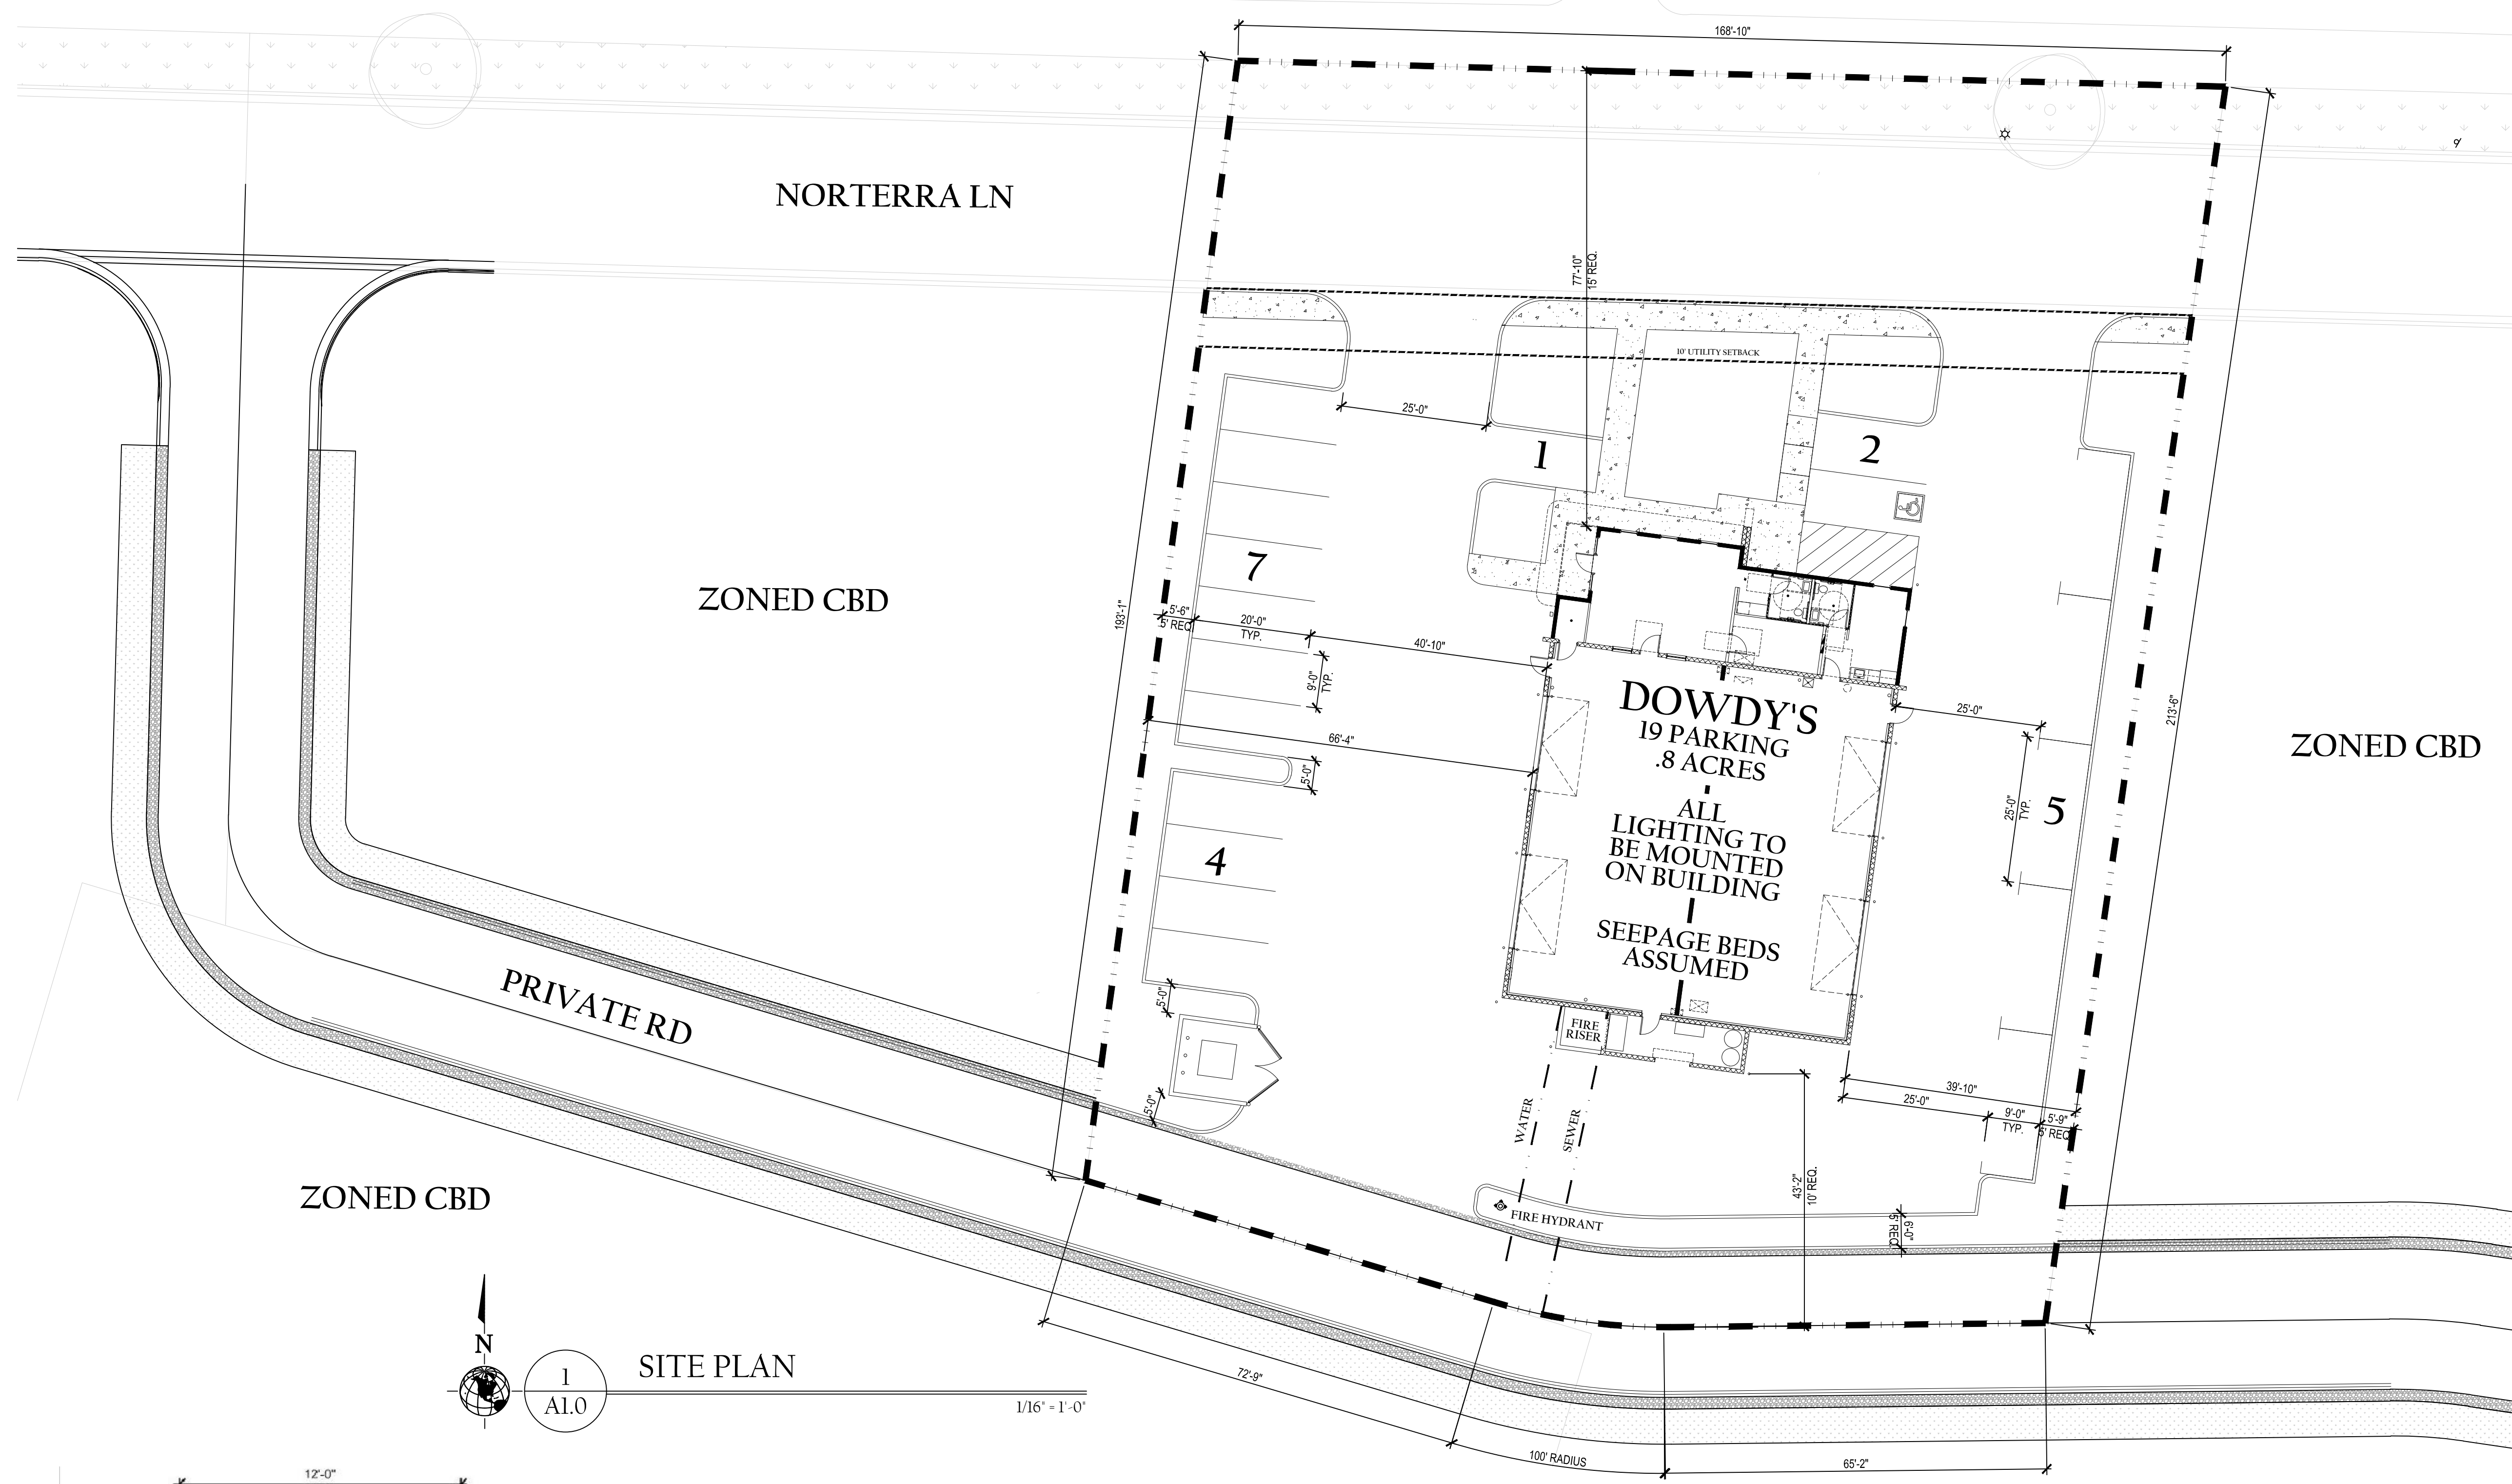 168'-10"
NORTERRA LN
77'-10"
15' REQ.
10' UTILITY SETBACK
25'-0"
1
2
7
ZONED CBD
193'-1"
5'-6"
5' REQ
20'-0"
TYP.
40'-10"
9'-0"
TYP.
66'-4"
5'-0"
DOWDY'S
19 PARKING
.8 ACRES
ALL
LIGHTING TO
BE MOUNTED
ON BUILDING
SEEPAGE BEDS
ASSUMED
25'-0"
25'-0"
TYP.
5
213'-6"
ZONED CBD
4
5'-0"
5'-0"
FIRE
RISER
WATER
SEWER
39'-10"
25'-0"
9'-0"
TYP.
5'-9"
5' REQ
43'-2"
10' REQ.
6'-0"
5' REQ
FIRE HYDRANT
PRIVATE RD
ZONED CBD
N
1
A1.0
SITE PLAN
1/16" = 1'-0"
72'-9"
100' RADIUS
65'-2"
12'-0"